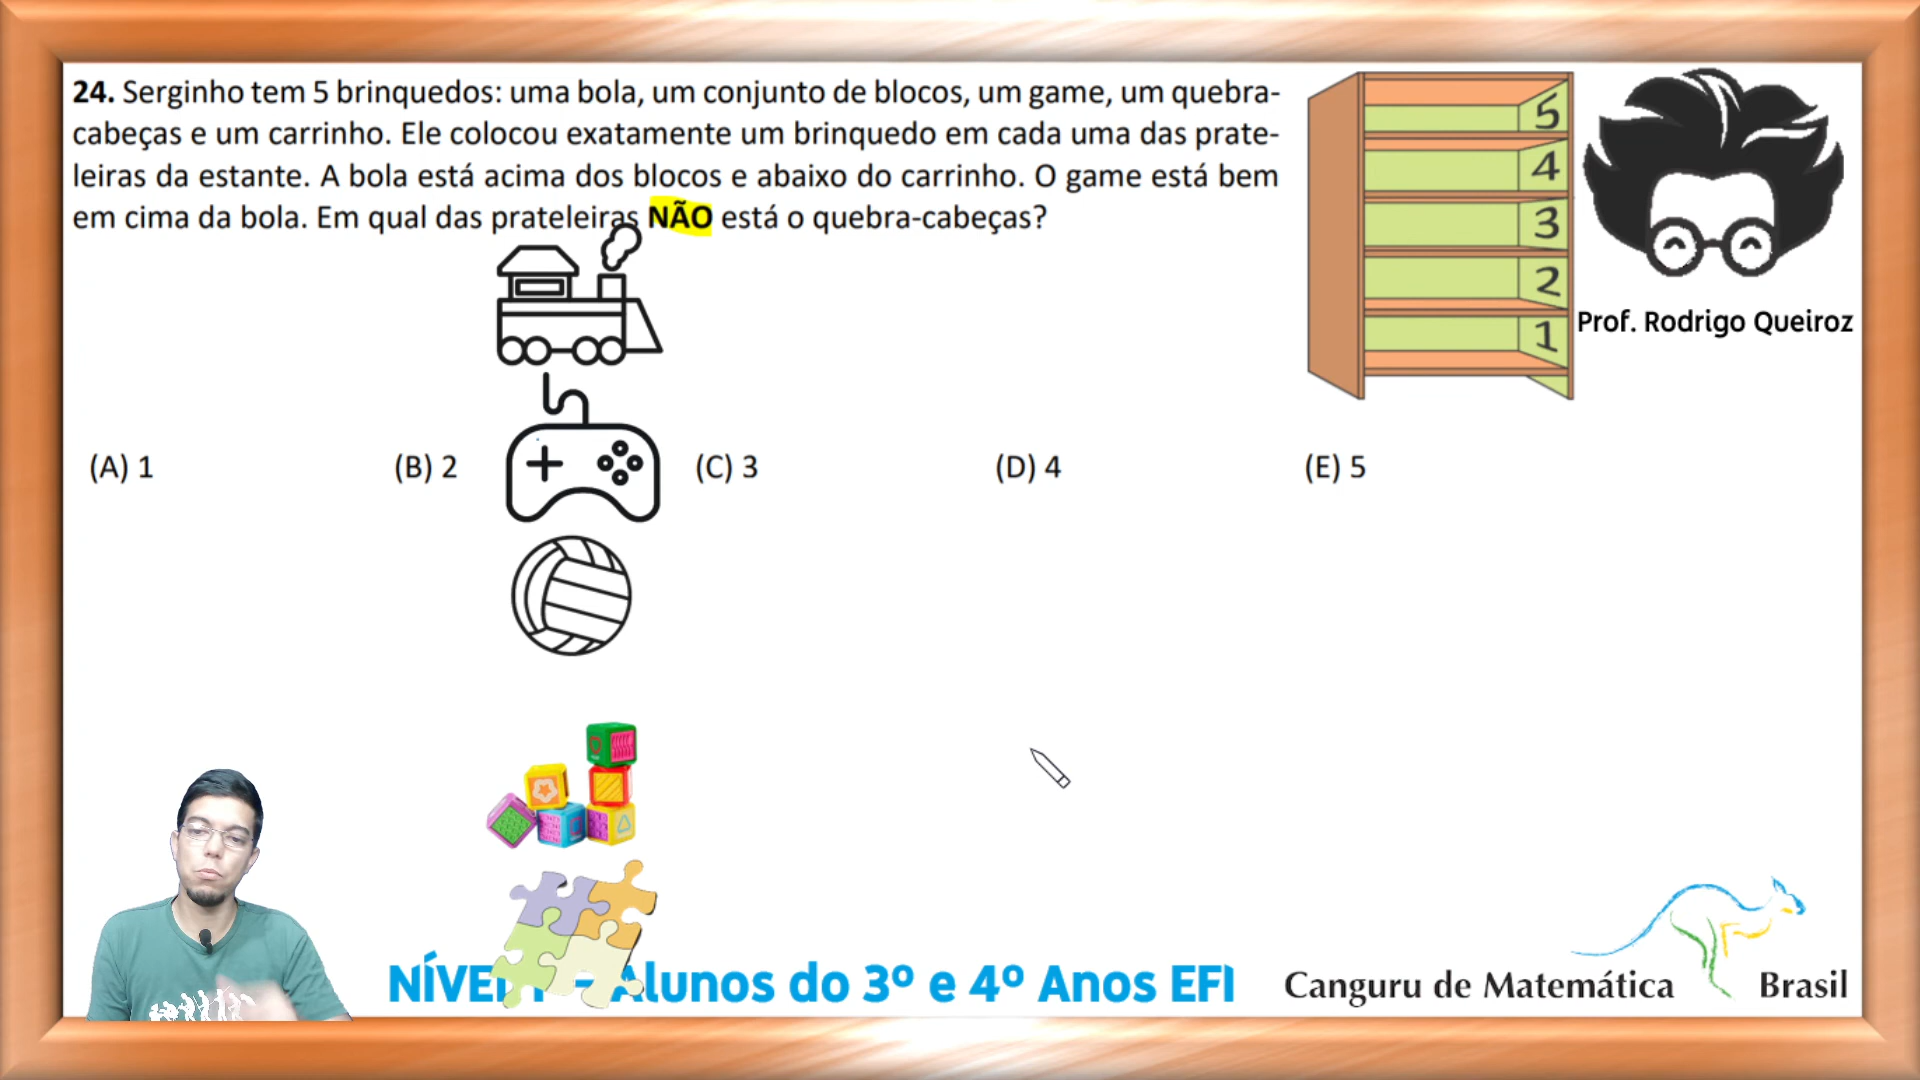 24. Serginho tem 5 brinquedos: uma bola, um conjunto de blocos, um game, um quebra-
cabeças e um carrinho. Ele colocou exatamente um brinquedo em cada uma das prate-
leiras da estante. A bola está acima dos blocos e abaixo do carrinho. O game está bem
em cima da bola. Em qual das prateleiras NÃO está o quebra-cabeças?
5
4
3
2
1
Prof. Rodrigo Queiroz
(A) 1 (B) 2 (C) 3 (D) 4 (E) 5
- Alunos do 3º e 4º Anos EFI
Canguru de Matemática Brasil